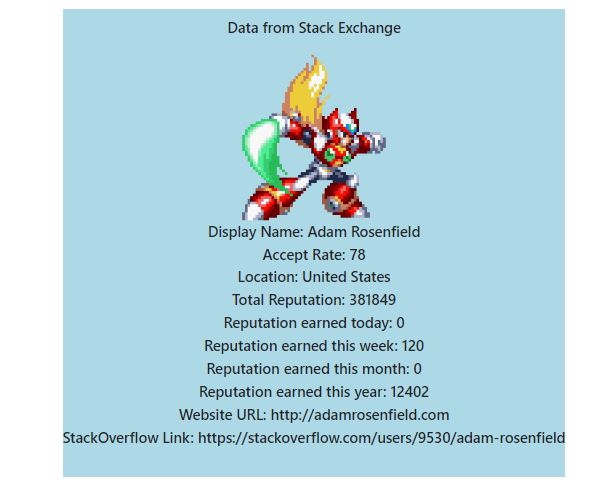 Data from Stack Exchange
Display Name: Adam Rosenfield
Accept Rate: 78
Location: United States
Total Reputation: 381849
Reputation earned today: 0
Reputation earned this week: 120
Reputation earned this month: 0
Reputation earned this year: 12402
Website URL: http://adamrosenfield.com
StackOverflow Link: https://stackoverflow.com/users/9530/adam-rosenfield